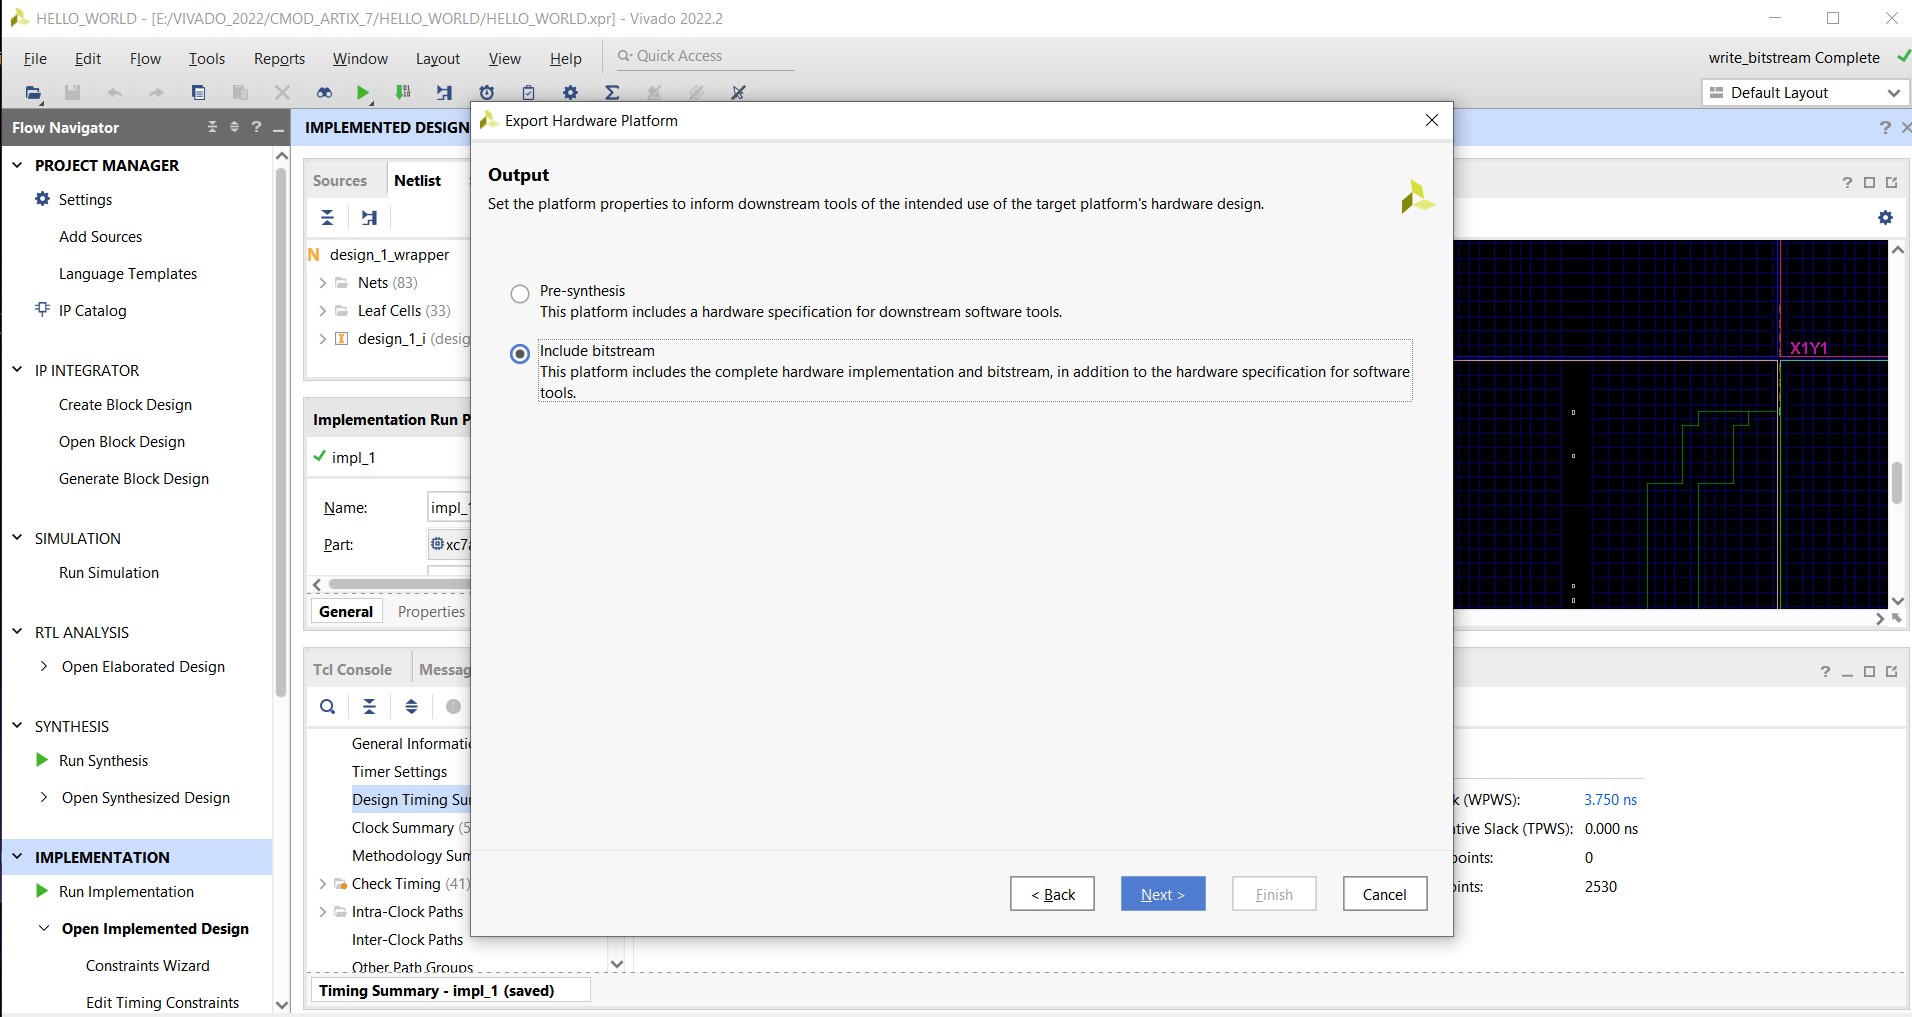 HELLO_WORLD - [E:/VIVADO_2022/CMOD_ARTIX_7/HELLO_WORLD/HELLO_WORLD.xpr] - Vivado 2022.2
File Edit Flow Tools Reports Window Layout View Help Quick Access
write_bitstream Complete
Default Layout
Flow Navigator
PROJECT MANAGER
Settings
Add Sources
Language Templates
IP Catalog
IP INTEGRATOR
Create Block Design
Open Block Design
Generate Block Design
SIMULATION
Run Simulation
RTL ANALYSIS
Open Elaborated Design
SYNTHESIS
Run Synthesis
Open Synthesized Design
IMPLEMENTATION
Run Implementation
Open Implemented Design
Constraints Wizard
Edit Timing Constraints
IMPLEMENTED DESIGN
Sources Netlist
design_1_wrapper
Nets (83)
Leaf Cells (33)
design_1_i (desig
Implementation Run P
impl_1
Name: impl_1
Part: xc7a
General Properties
Tcl Console Messag
General Informatic
Timer Settings
Design Timing Su
Clock Summary (5
Methodology Sum
Check Timing (41)
Intra-Clock Paths
Inter-Clock Paths
Other Path Groups
Timing Summary - impl_1 (saved)
Export Hardware Platform
Output
Set the platform properties to inform downstream tools of the intended use of the target platform's hardware design.
Pre-synthesis
This platform includes a hardware specification for downstream software tools.
Include bitstream
This platform includes the complete hardware implementation and bitstream, in addition to the hardware specification for software
tools.
< Back Next > Finish Cancel
X1Y1
k (WPWS): 3.750 ns
tive Slack (TPWS): 0.000 ns
points: 0
ints: 2530